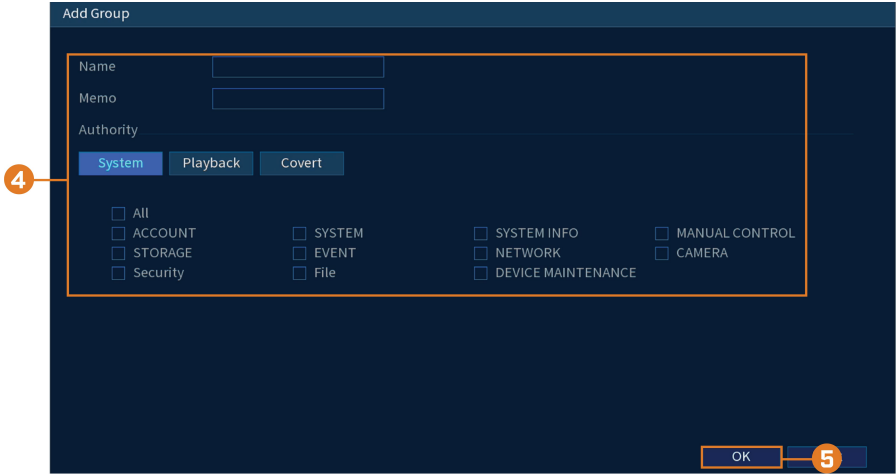 Add Group
Name
Memo
Authority
System Playback Covert
4
All
ACCOUNT SYSTEM SYSTEM INFO MANUAL CONTROL
STORAGE EVENT NETWORK CAMERA
Security File DEVICE MAINTENANCE
OK 5